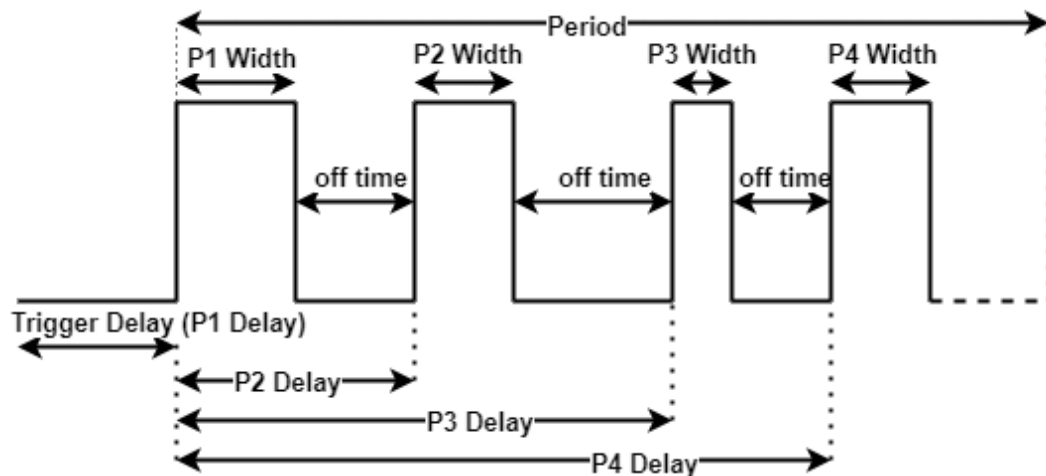 Period
P1 Width
P2 Width
P3 Width
P4 Width
off time
off time
off time
Trigger Delay (P1 Delay)
P2 Delay
P3 Delay
P4 Delay